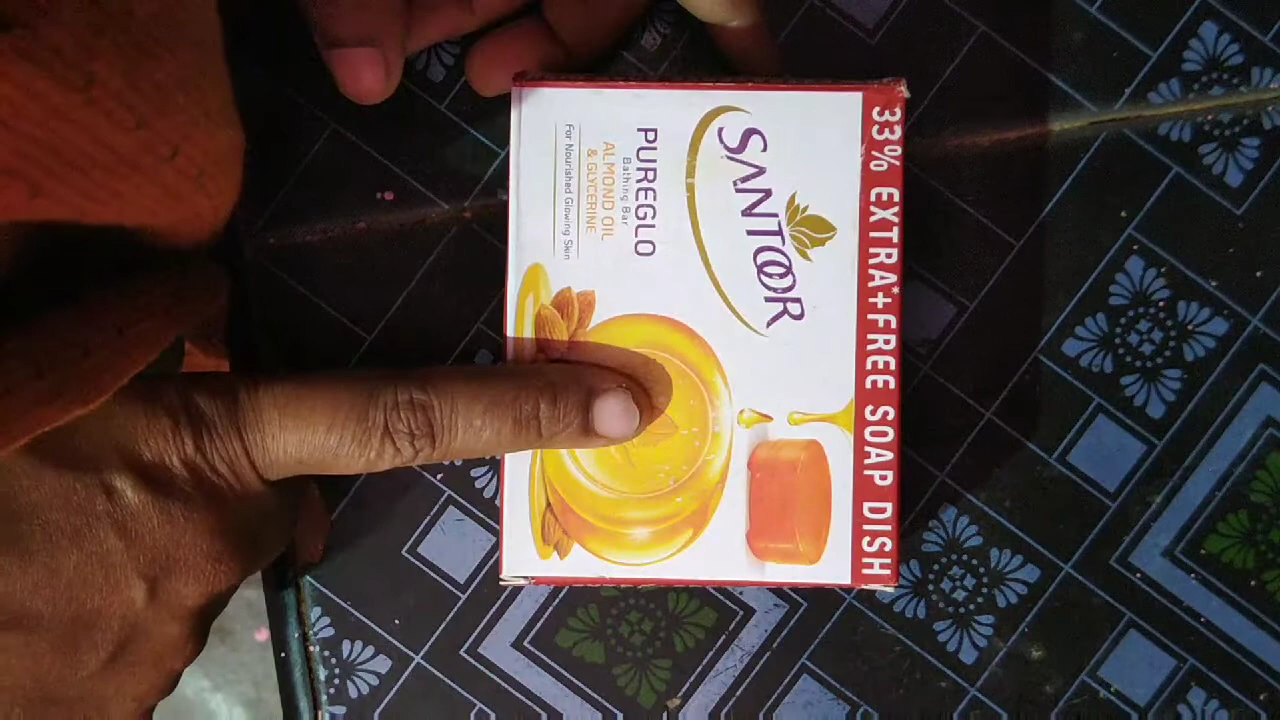 33% EXTRA*+FREE SOAP DISH
SANTOOR
PUREGLO
Bathing Bar
ALMOND OIL
& GLYCERINE
For Nourished Glowing Skin